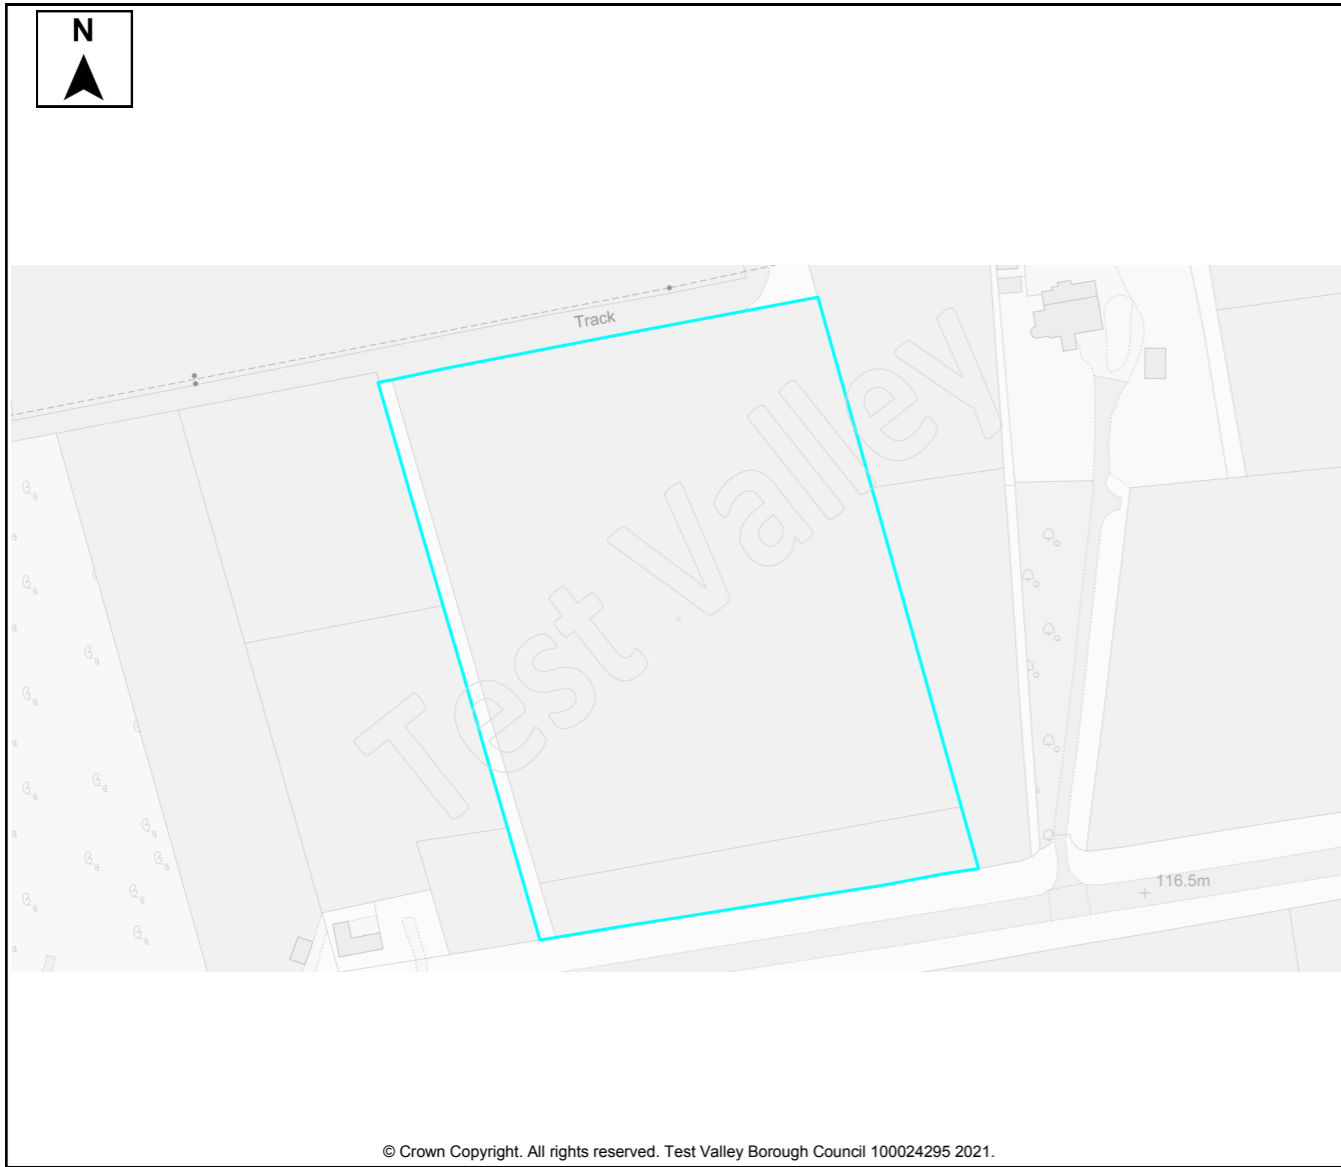 N
Track
Test Valley
116.5m
© Crown Copyright. All rights reserved. Test Valley Borough Council 100024295 2021.